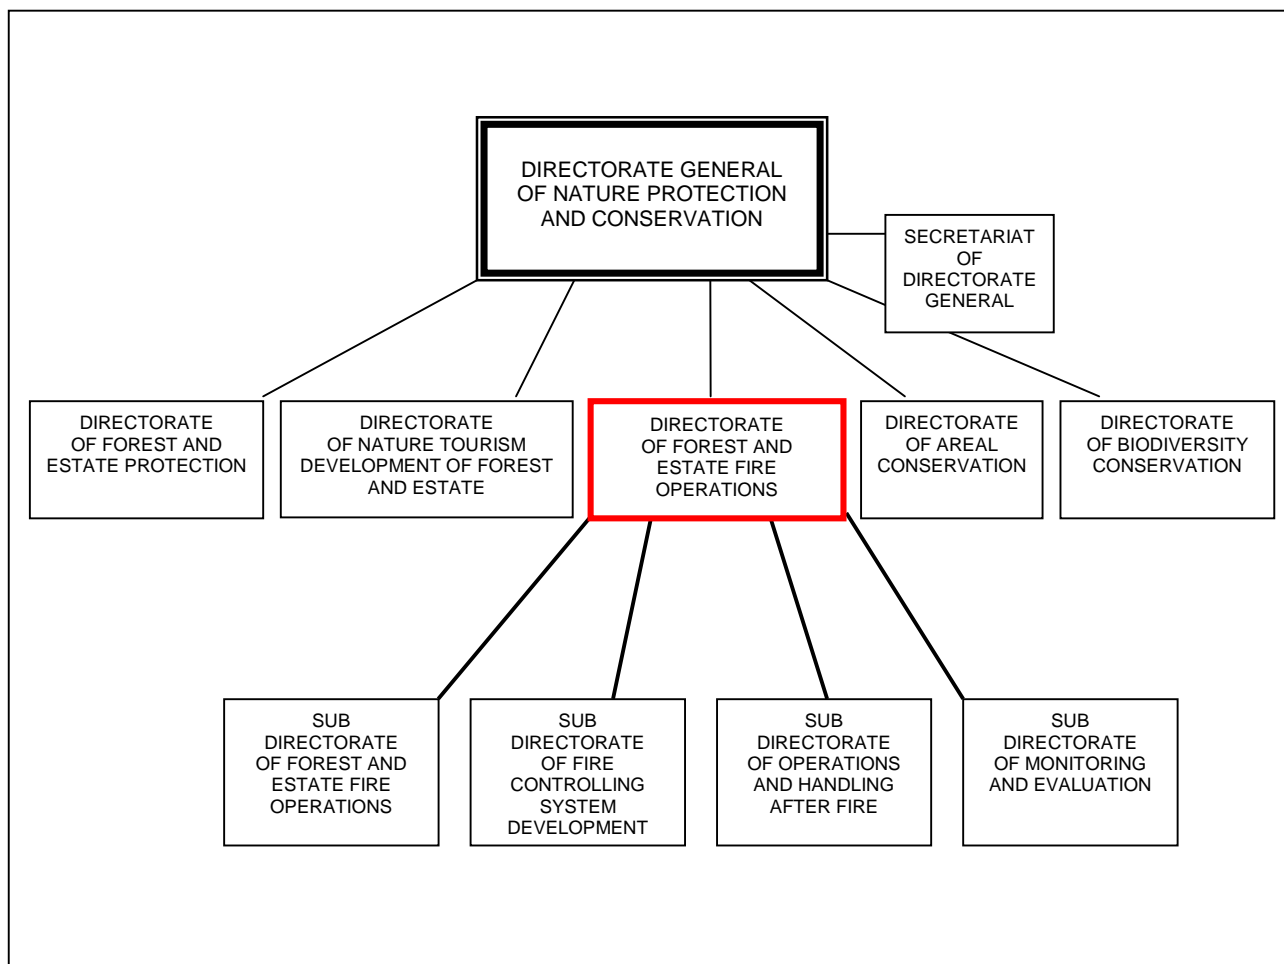 DIRECTORATE GENERAL
OF NATURE PROTECTION
AND CONSERVATION
SECRETARIAT
OF
DIRECTORATE
GENERAL
DIRECTORATE
OF FOREST AND
ESTATE PROTECTION
DIRECTORATE
OF NATURE TOURISM
DEVELOPMENT OF FOREST
AND ESTATE
DIRECTORATE
OF FOREST AND
ESTATE FIRE
OPERATIONS
DIRECTORATE
OF AREAL
CONSERVATION
DIRECTORATE
OF BIODIVERSITY
CONSERVATION
SUB
DIRECTORATE
OF FOREST AND
ESTATE FIRE
OPERATIONS
SUB
DIRECTORATE
OF FIRE
CONTROLLING
SYSTEM
DEVELOPMENT
SUB
DIRECTORATE
OF OPERATIONS
AND HANDLING
AFTER FIRE
SUB
DIRECTORATE
OF MONITORING
AND EVALUATION